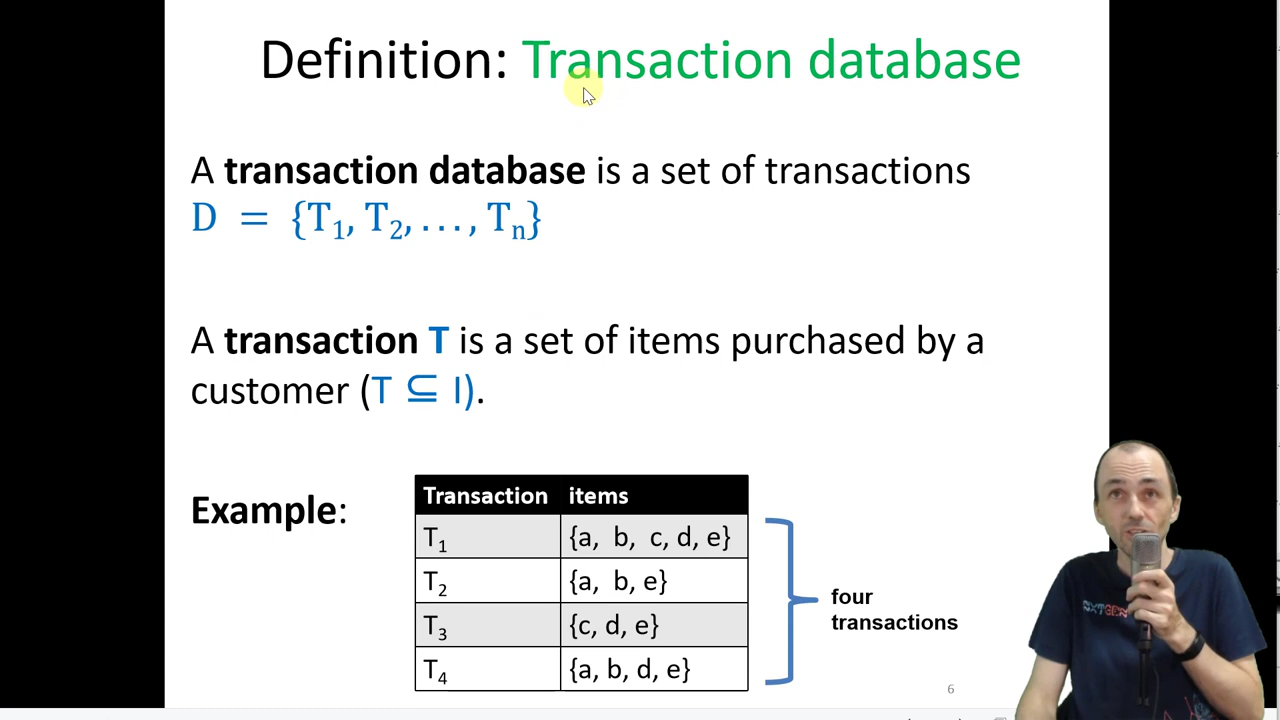 Definition: Transaction database
A transaction database is a set of transactions
D = {T₁, T₂, ..., Tₙ}
A transaction T is a set of items purchased by a
customer (T ⊆ I).
Example:
Transaction items
T₁ {a, b, c, d, e}
T₂ {a, b, e}
T₃ {c, d, e}
T₄ {a, b, d, e}
four
transactions
6